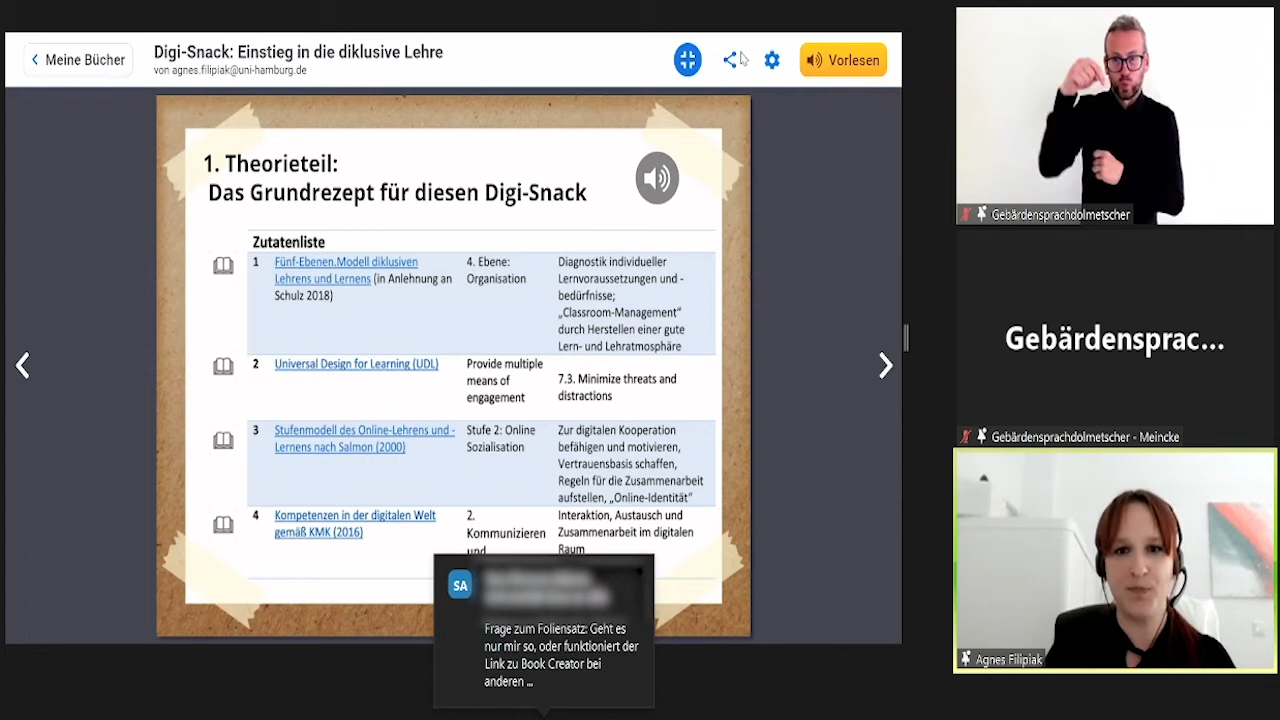 Meine Bücher
Digi-Snack: Einstieg in die diklusive Lehre
von agnes.filipiak@uni-hamburg.de
Vorlesen
1. Theorieteil:
Das Grundrezept für diesen Digi-Snack
Zutatenliste
1
Fünf-Ebenen.Modell diklusiven
Lehrens und Lernens (in Anlehnung an
Schulz 2018)
4. Ebene:
Organisation
Diagnostik individueller
Lernvoraussetzungen und -
bedürfnisse;
„Classroom-Management"
durch Herstellen einer gute
Lern- und Lehratmosphäre
2
Universal Design for Learning (UDL)
Provide multiple
means of
engagement
7.3. Minimize threats and
distractions
3
Stufenmodell des Online-Lehrens und -
Lernens nach Salmon (2000)
Stufe 2: Online
Sozialisation
Zur digitalen Kooperation
befähigen und motivieren,
Vertrauensbasis schaffen,
Regeln für die Zusammenarbeit
aufstellen, „Online-Identität"
4
Kompetenzen in der digitalen Welt
gemäß KMK (2016)
2.
Kommunizieren
und
Interaktion, Austausch und
Zusammenarbeit im digitalen
Raum
SA
Frage zum Foliensatz: Geht es
nur mir so, oder funktioniert der
Link zu Book Creator bei
anderen ...
Gebärdensprachdolmetscher
Gebärdensprac...
Gebärdensprachdolmetscher - Meincke
Agnes Filipiak